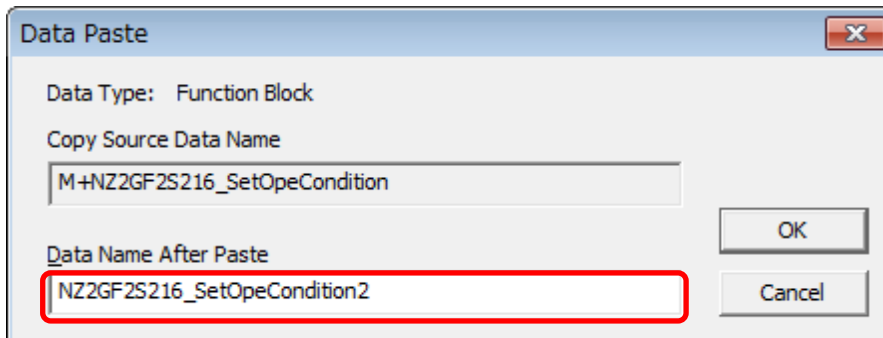 Data Paste
Data Type: Function Block
Copy Source Data Name
M+NZ2GF2S216_SetOpeCondition
OK
Data Name After Paste
NZ2GF2S216_SetOpeCondition2
Cancel